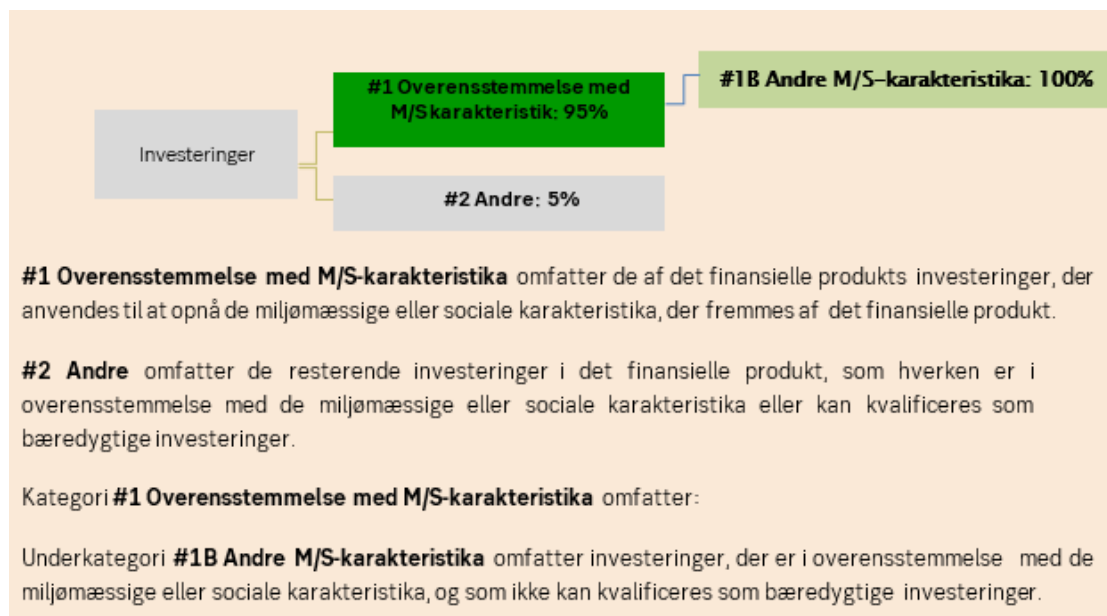 #1 Overensstemmelse med
M/Skarakteristik: 95%
#1B Andre M/S-karakteristika: 100%
Investeringer
#2 Andre: 5%
#1 Overensstemmelse med M/S-karakteristika omfatter de af det finansielle produkts investeringer, der
anvendes til at opnå de miljømæssige eller sociale karakteristika, der fremmes af det finansielle produkt.
#2 Andre omfatter de resterende investeringer i det finansielle produkt, som hverken er i
overensstemmelse med de miljømæssige eller sociale karakteristika eller kan kvalificeres som
bæredygtige investeringer.
Kategori #1 Overensstemmelse med M/S-karakteristika omfatter:
Underkategori #1B Andre M/S-karakteristika omfatter investeringer, der er i overensstemmelse med de
miljømæssige eller sociale karakteristika, og som ikke kan kvalificeres som bæredygtige investeringer.